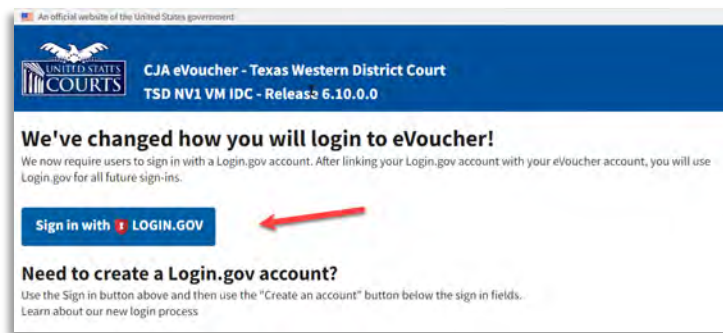 An official website of the United States government
UNITED STATES
COURTS
CJA eVoucher - Texas Western District Court
TSD NV1 VM IDC - Release 6.10.0.0
We've changed how you will login to eVoucher!
We now require users to sign in with a Login.gov account. After linking your Login.gov account with your eVoucher account, you will use
Login.gov for all future sign-ins.
Sign in with LOGIN.GOV
Need to create a Login.gov account?
Use the Sign in button above and then use the "Create an account" button below the sign in fields.
Learn about our new login process